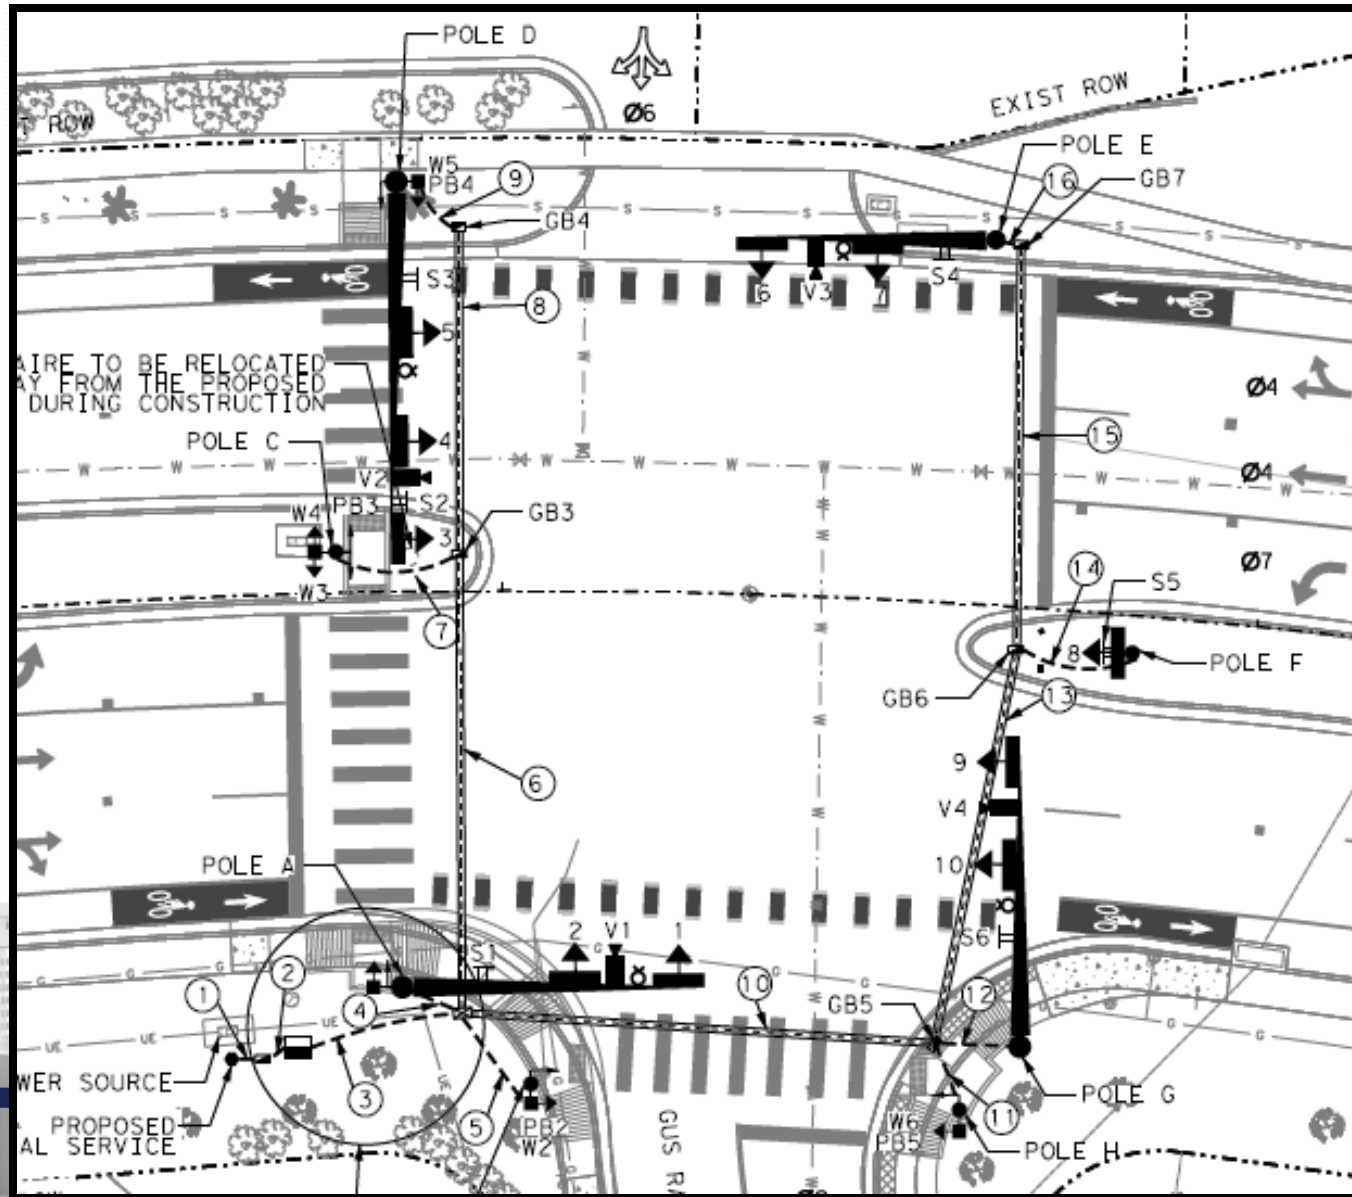 POLE D
Ø6
EXIST ROW
T ROW
W5
PB4
9
POLE E
16
GB7
GB4
S
S
S
S
S
S
S
S3
8
6
V3
7
S4
5
AIRE TO BE RELOCATED
AY FROM THE PROPOSED
DURING CONSTRUCTION
W
Ø4
POLE C
4
15
W
W
W
W
W
W
W
W
W
W
W
W
W
W
Ø4
V2
PB3
S2
W4
GB3
3
W
Ø7
W3
14
S5
7
8
POLE F
GB6
13
W
6
9
V4
W
POLE A
10
2
V1
1
S1
S6
G
G
G
G
G
1
2
4
10
GB5
12
UE
UE
UE
WER SOURCE
3
PROPOSED
AL SERVICE
5
PB2
W2
GUS RA
W6
PB5
11
POLE G
POLE H